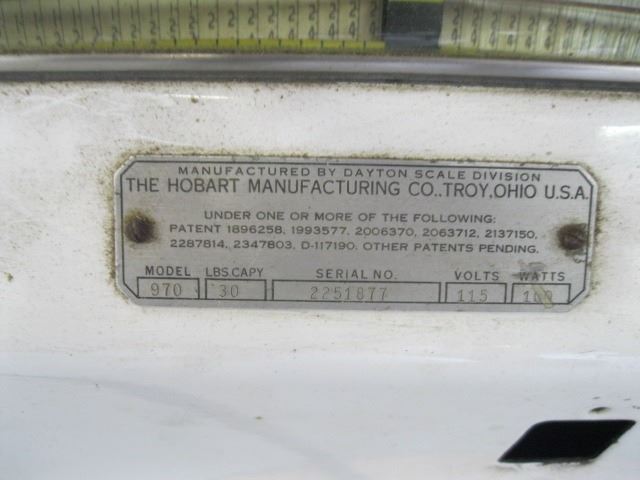 MANUFACTURED BY DAYTON SCALE DIVISION
THE HOBART MANUFACTURING CO., TROY, OHIO U.S.A.
UNDER ONE OR MORE OF THE FOLLOWING:
PATENT 1896258, 1993577, 2006370, 2063712, 2137150,
2287814, 2347803, D-117190. OTHER PATENTS PENDING.
MODEL LBS.CAPY SERIAL NO. VOLTS WATTS
970 30 2251877 115